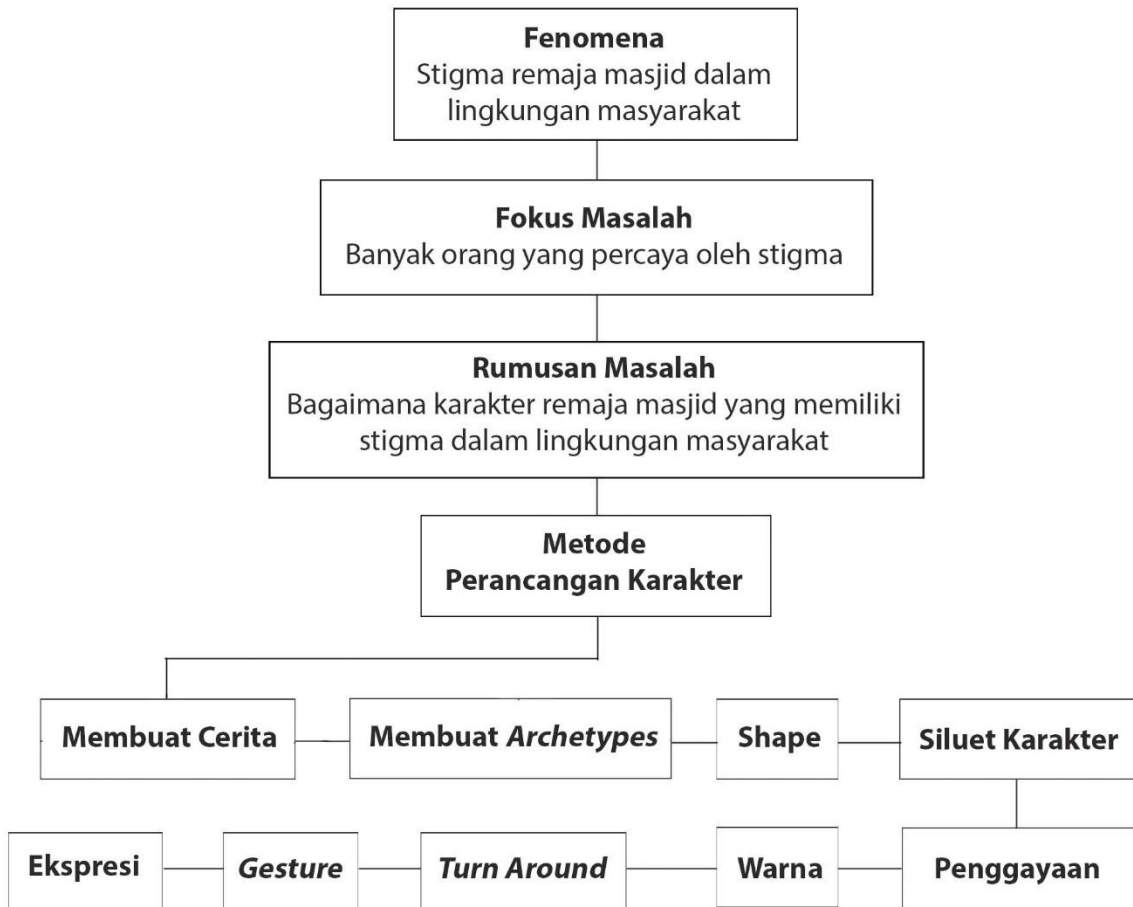 Fenomena
Stigma remaja masjid dalam
lingkungan masyarakat
Fokus Masalah
Banyak orang yang percaya oleh stigma
Rumusan Masalah
Bagaimana karakter remaja masjid yang memiliki
stigma dalam lingkungan masyarakat
Metode
Perancangan Karakter
Membuat Cerita
Membuat Archetypes
Shape
Siluet Karakter
Ekspresi
Gesture
Turn Around
Warna
Penggayaan